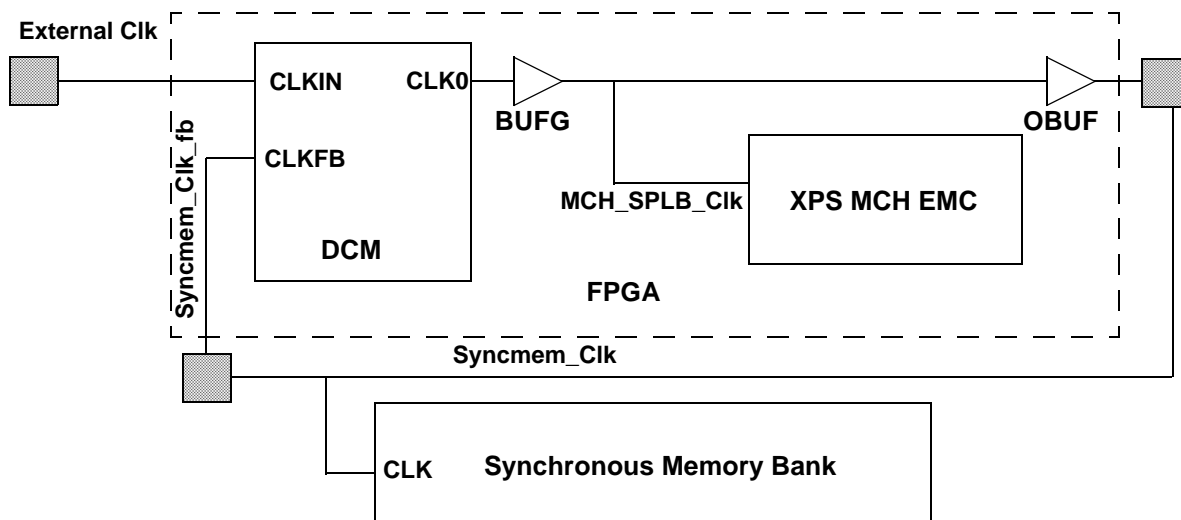 External Clk
CLKIN
CLK0
BUFG
OBUF
Syncmem_Clk_fb
CLKFB
MCH_SPLB_Clk
XPS MCH EMC
DCM
FPGA
Syncmem_Clk
CLK
Synchronous Memory Bank